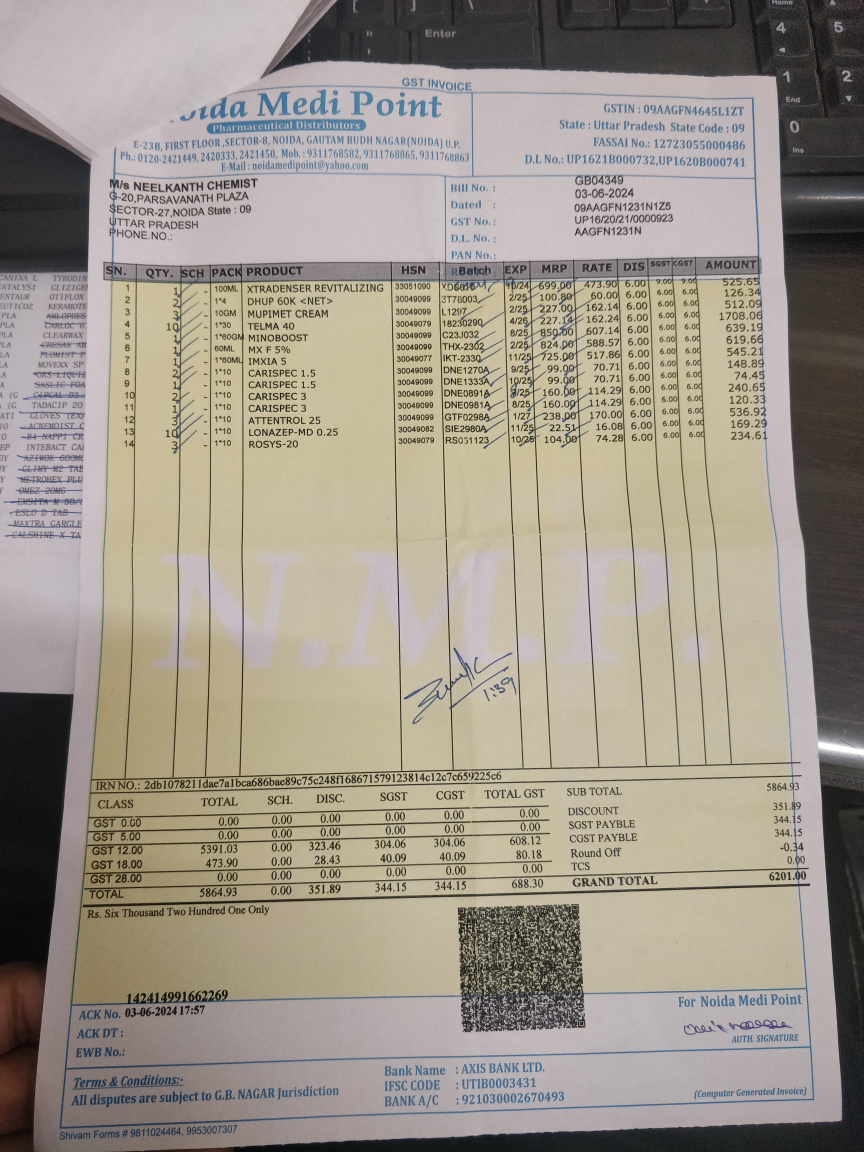 Enter
Home
4
5
1
End
2
0
Ins
GST INVOICE
Noida Medi Point
Pharmaceutical Distributors
E-23B, FIRST FLOOR ,SECTOR-8, NOIDA, GAUTAM BUDH NAGAR(NOIDA) U.P.
Ph.: 0120-2421449, 2420333, 2421450, Mob. : 9311768582, 9311768865, 9311768863
E-Mail : noidamedipoint@yahoo.com
GSTIN : 09AAGFN4645L1ZT
State : Uttar Pradesh State Code : 09
FASSAI No.: 12723055000486
D.L No.: UP1621B000732,UP1620B000741
M/s NEELKANTH CHEMIST
G-20,PARSAVANATH PLAZA
SECTOR-27,NOIDA State : 09
UTTAR PRADESH
PHONE.NO.:
Bill No. : GB04349
Dated : 03-06-2024
GST No.: 09AAGFN1231N1Z5
D.L. No. : UP16/20/21/0000923
PAN No. : AAGFN1231N
SN. QTY. SCH PACK PRODUCT HSN Batch EXP MRP RATE DIS SGST CGST AMOUNT
1 1 - 100ML XTRADENSER REVITALIZING 33051090 10/24 699.00 473.90 6.00 9.00 9.00 525.65
2 2 - 1*4 DHUP 60K <NET> 30049099 3T78003 2/25 100.80 60.00 6.00 6.00 6.00 126.34
3 3 - 10GM MUPIMET CREAM 30049099 L1297 2/25 227.00 162.14 6.00 6.00 6.00 512.09
4 10 - 1*30 TELMA 40 30049079 18230290 4/26 227.14 162.24 6.00 6.00 6.00 1708.06
5 1 - 1*60GM MINOBOOST 30049099 C23J032 8/25 850.00 607.14 6.00 6.00 6.00 639.19
6 1 - 60ML MX F 5% 30049099 THX-2302 2/25 824.00 588.57 6.00 6.00 6.00 619.66
7 1 - 1*60ML IMXIA 5 30049077 IKT-2330 11/25 725.00 517.86 6.00 6.00 6.00 545.21
8 2 - 1*10 CARISPEC 1.5 30049099 DNE1270A 9/25 99.00 70.71 6.00 6.00 6.00 148.89
9 1 - 1*10 CARISPEC 1.5 30049099 DNE1333A 10/25 99.00 70.71 6.00 6.00 6.00 74.45
10 2 - 1*10 CARISPEC 3 30049099 DNE0891A 8/25 160.00 114.29 6.00 6.00 6.00 240.65
11 1 - 1*10 CARISPEC 3 30049099 DNE0981A 8/25 160.00 114.29 6.00 6.00 6.00 120.33
12 3 - 1*10 ATTENTROL 25 30049099 GTF0298A 1/27 238.00 170.00 6.00 6.00 6.00 536.92
13 10 - 1*10 LONAZEP-MD 0.25 30049082 SIE2980A 11/25 22.51 16.08 6.00 6.00 6.00 169.29
14 3 - 1*10 ROSYS-20 30049079 RS051123 10/25 104.00 74.28 6.00 6.00 6.00 234.61
N.M.P.
1:39
IRN NO.: 2db1078211dae7a1bca686bae89c75c248f168671579123814c12c7c659225c6
CLASS TOTAL SCH. DISC. SGST CGST TOTAL GST
GST 0.00 0.00 0.00 0.00 0.00 0.00 0.00
GST 5.00 0.00 0.00 0.00 0.00 0.00 0.00
GST 12.00 5391.03 0.00 323.46 304.06 304.06 608.12
GST 18.00 473.90 0.00 28.43 40.09 40.09 80.18
GST 28.00 0.00 0.00 0.00 0.00 0.00 0.00
TOTAL 5864.93 0.00 351.89 344.15 344.15 688.30
SUB TOTAL 5864.93
DISCOUNT 351.89
SGST PAYBLE 344.15
CGST PAYBLE 344.15
Round Off -0.34
TCS 0.00
GRAND TOTAL 6201.00
Rs. Six Thousand Two Hundred One Only
142414991662269
ACK No. 03-06-2024 17:57
ACK DT :
EWB No.:
For Noida Medi Point
AUTH. SIGNATURE
Terms & Conditions:-
All disputes are subject to G.B. NAGAR Jurisdiction
Bank Name : AXIS BANK LTD.
IFSC CODE : UTIB0003431
BANK A/C : 921030002670493
(Computer Generated Invoice)
Shivam Forms # 9811024464, 9953007307